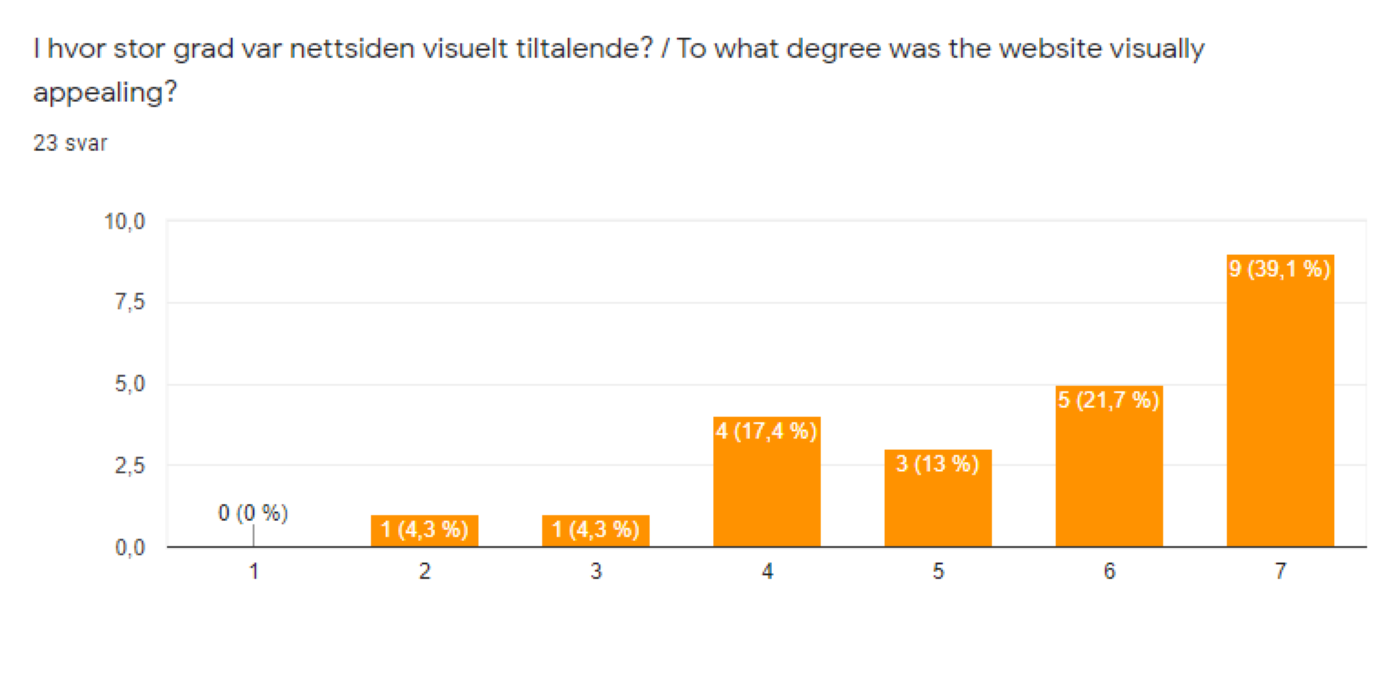 I hvor stor grad var nettsiden visuelt tiltalende? / To what degree was the website visually
appealing?
23 svar
10,0
7,5
5,0
2,5
0,0
0 (0 %)
1 (4,3 %)
1 (4,3 %)
4 (17,4 %)
3 (13 %)
5 (21,7 %)
9 (39,1 %)
1 2 3 4 5 6 7